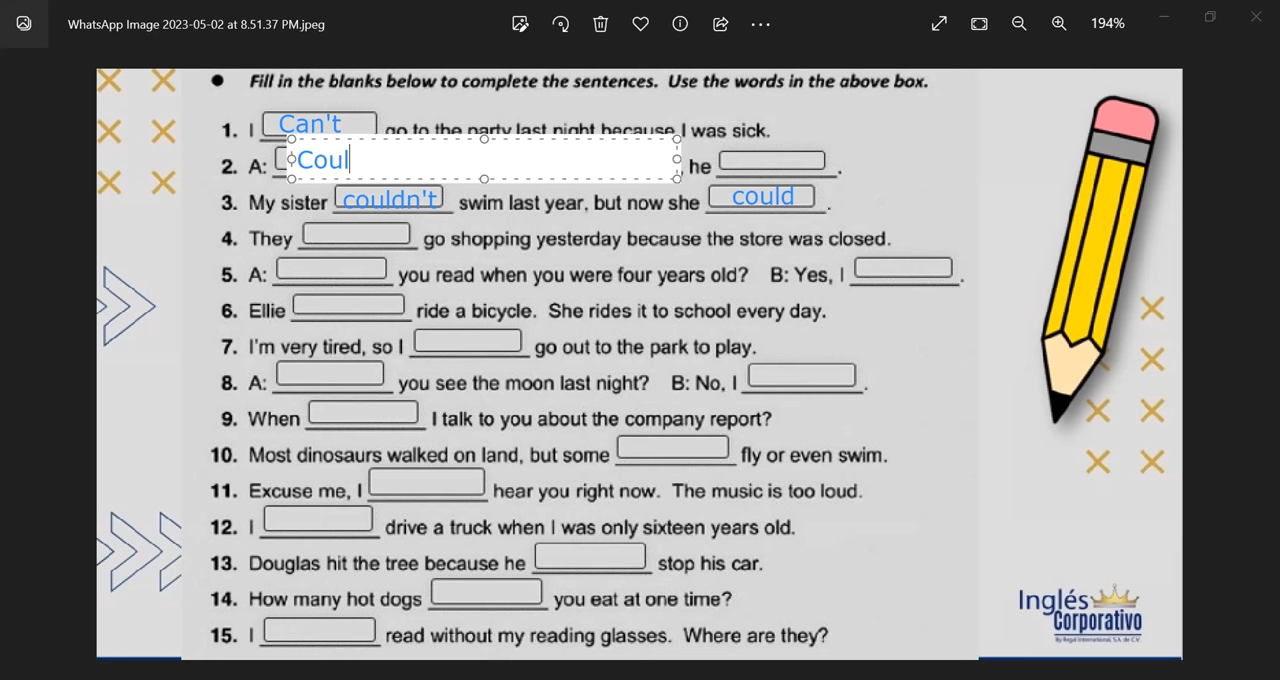 WhatsApp Image 2023-05-02 at 8.51.37 PM.jpeg
194%
Fill in the blanks below to complete the sentences. Use the words in the above box.
1. I Can't go to the party last night because I was sick.
2. A: Coul he .
3. My sister couldn't swim last year, but now she could .
4. They go shopping yesterday because the store was closed.
5. A: you read when you were four years old? B: Yes, I .
6. Ellie ride a bicycle. She rides it to school every day.
7. I'm very tired, so I go out to the park to play.
8. A: you see the moon last night? B: No, I .
9. When I talk to you about the company report?
10. Most dinosaurs walked on land, but some fly or even swim.
11. Excuse me, I hear you right now. The music is too loud.
12. I drive a truck when I was only sixteen years old.
13. Douglas hit the tree because he stop his car.
14. How many hot dogs you eat at one time?
15. I read without my reading glasses. Where are they?
Inglés
Corporativo
By Regal International, S.A. de C.V.